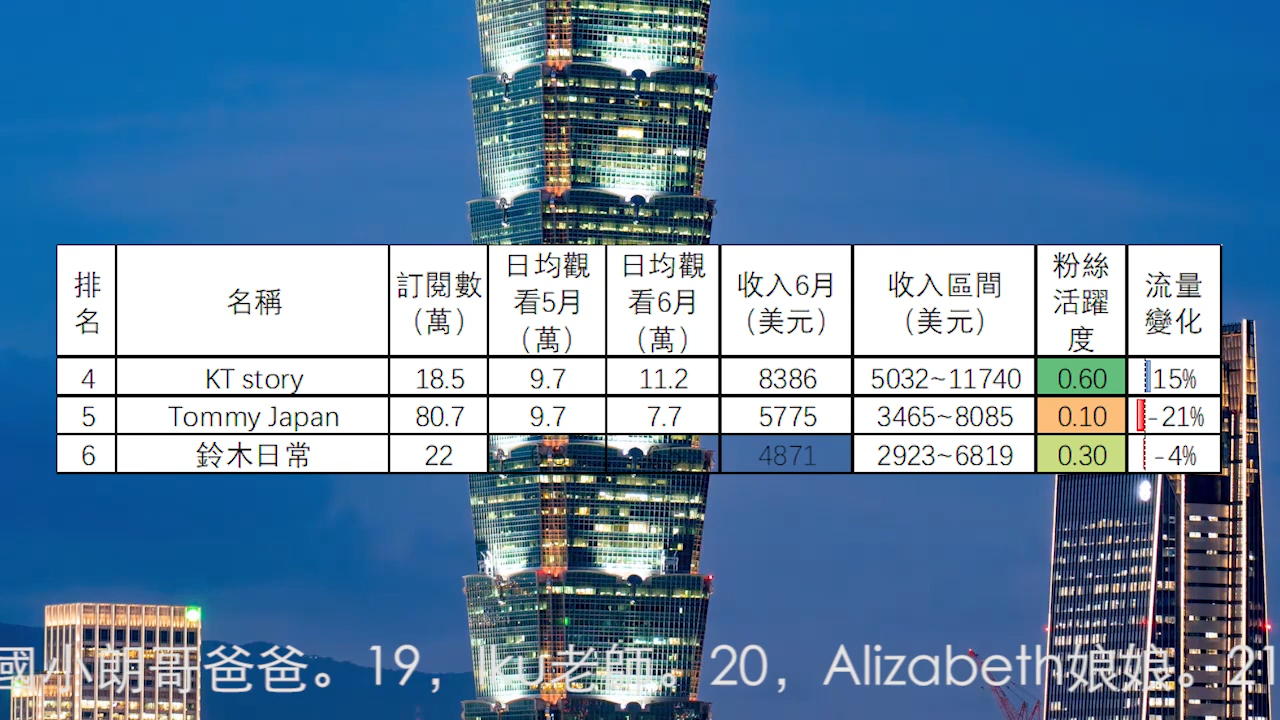 排名 名稱 訂閱數（萬） 日均觀看5月（萬） 日均觀看6月（萬） 收入6月（美元） 收入區間（美元） 粉絲活躍度 流量變化
4 KT story 18.5 9.7 11.2 8386 5032~11740 0.60 15%
5 Tommy Japan 80.7 9.7 7.7 5775 3465~8085 0.10 -21%
6 鈴木日常 22 4871 2923~6819 0.30 -4%
國小朗哥爸爸。19，ku老師。20，Alizabeth娘娘。21